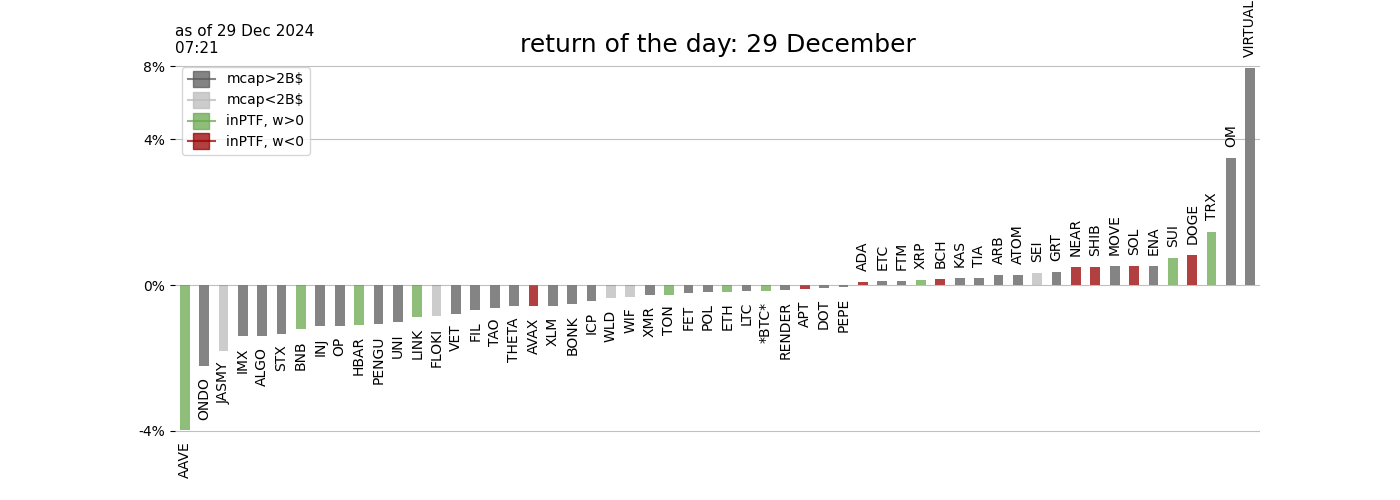 as of 29 Dec 2024
07:21
return of the day: 29 December
8%
4%
0%
-4%
mcap>2B$
mcap<2B$
inPTF, w>0
inPTF, w<0
AAVE
ONDO
JASMY
IMX
ALGO
STX
BNB
INJ
OP
HBAR
PENGU
UNI
LINK
FLOKI
VET
FIL
TAO
THETA
AVAX
XLM
BONK
ICP
WLD
WIF
XMR
TON
FET
POL
ETH
LTC
*BTC*
RENDER
APT
DOT
PEPE
ADA
ETC
FTM
XRP
BCH
KAS
TIA
ARB
ATOM
SEI
GRT
NEAR
SHIB
MOVE
SOL
ENA
SUI
DOGE
TRX
OM
VIRTUAL